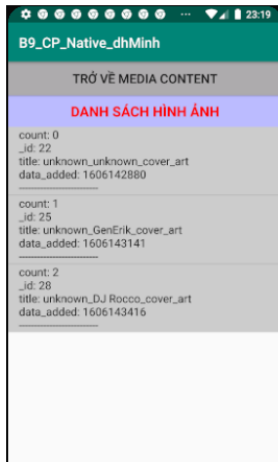 23:19
B9_CP_Native_dhMinh
TRỞ VỀ MEDIA CONTENT
DANH SÁCH HÌNH ẢNH
count: 0
_id: 22
title: unknown_unknown_cover_art
data_added: 1606142880
------------------------
count: 1
_id: 25
title: unknown_GenErik_cover_art
data_added: 1606143141
------------------------
count: 2
_id: 28
title: unknown_DJ Rocco_cover_art
data_added: 1606143416
------------------------